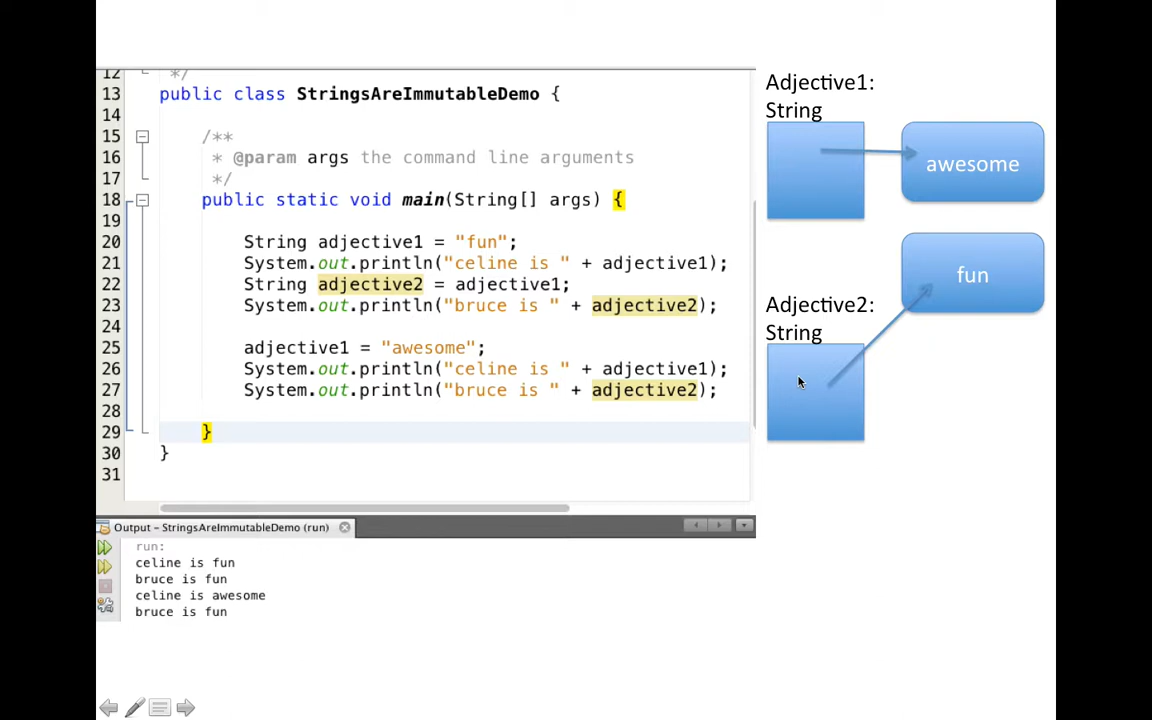 12 */
13 public class StringsAreImmutableDemo {
14
15 /**
16 * @param args the command line arguments
17 */
18 public static void main(String[] args) {
19
20 String adjective1 = "fun";
21 System.out.println("celine is " + adjective1);
22 String adjective2 = adjective1;
23 System.out.println("bruce is " + adjective2);
24
25 adjective1 = "awesome";
26 System.out.println("celine is " + adjective1);
27 System.out.println("bruce is " + adjective2);
28
29 }
30 }
31
Output – StringsAreImmutableDemo (run)
run:
celine is fun
bruce is fun
celine is awesome
bruce is fun
Adjective1:
String
awesome
fun
Adjective2:
String